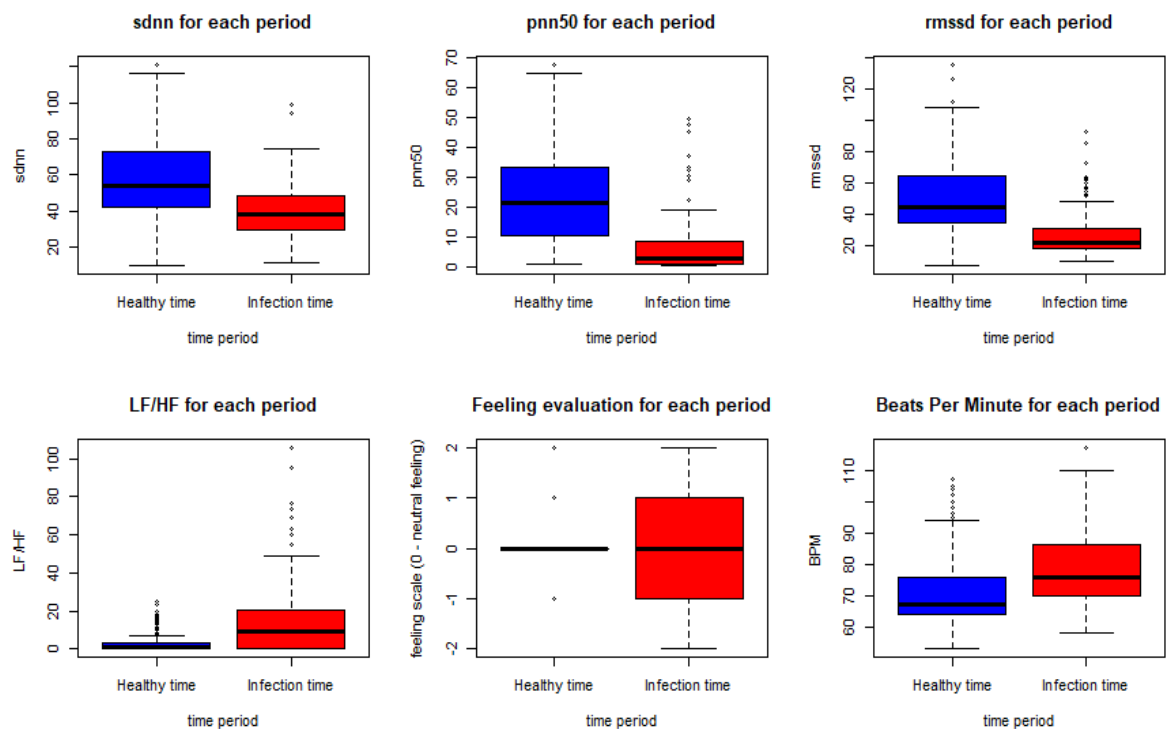 sdnn for each period
pnn50 for each period
rmssd for each period
sdnn
100
80
60
40
20
Healthy time
Infection time
time period
pnn50
70
60
50
40
30
20
10
0
Healthy time
Infection time
time period
rmssd
120
80
60
40
20
Healthy time
Infection time
time period
LF/HF for each period
Feeling evaluation for each period
Beats Per Minute for each period
LF/HF
100
80
60
40
20
0
Healthy time
Infection time
time period
feeling scale (0 - neutral feeling)
2
1
0
-1
-2
Healthy time
Infection time
time period
BPM
110
90
80
70
60
Healthy time
Infection time
time period